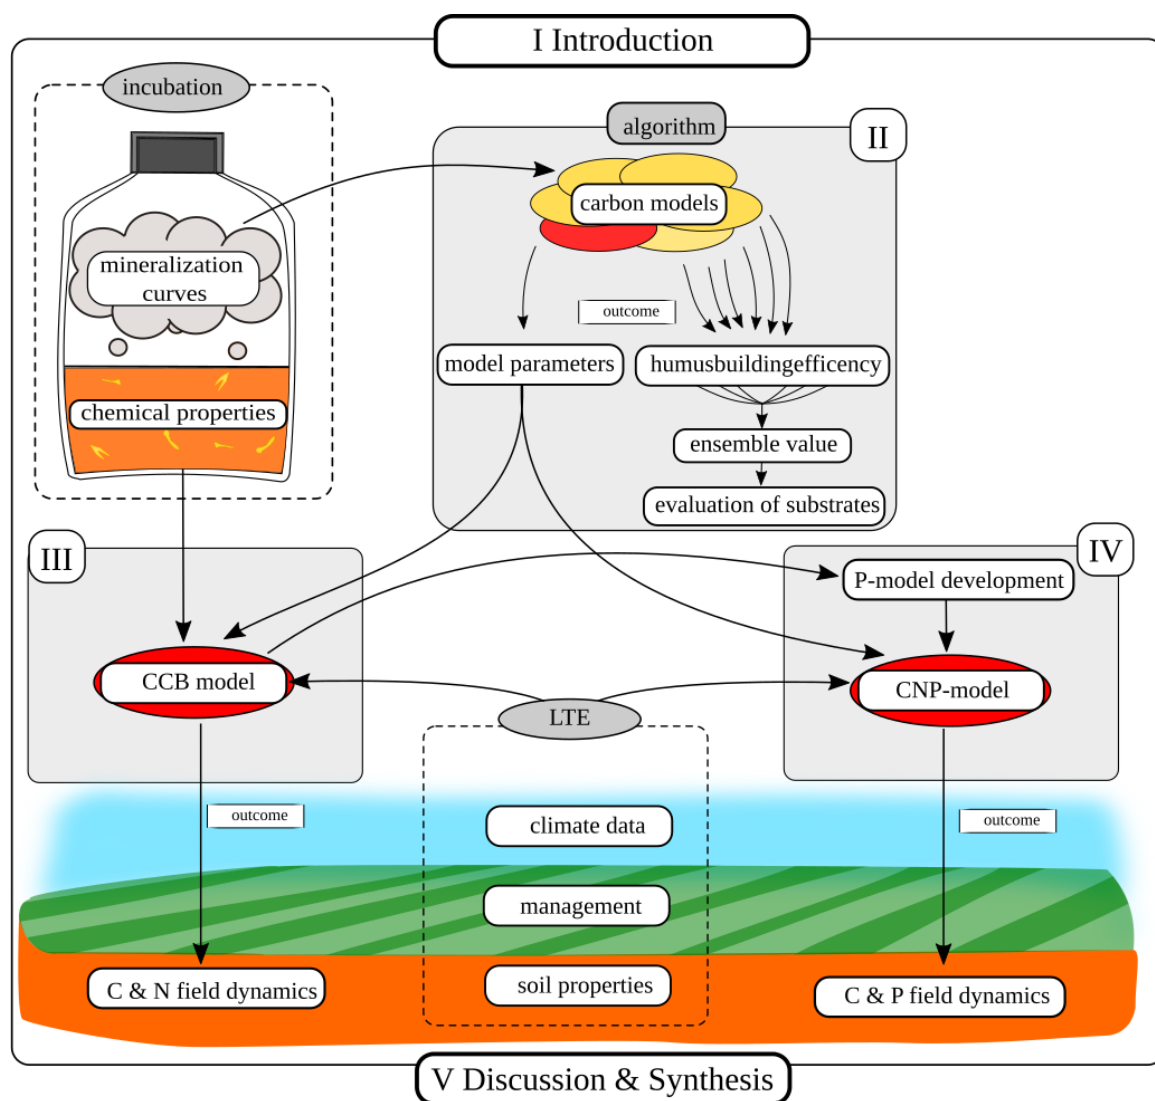 I Introduction
incubation
algorithm
II
carbon models
mineralization
curves
outcome
model parameters
humusbuildingefficency
chemical properties
ensemble value
evaluation of substrates
III
IV
P-model development
CCB model
CNP-model
LTE
outcome
climate data
outcome
management
soil properties
C & N field dynamics
C & P field dynamics
V Discussion & Synthesis